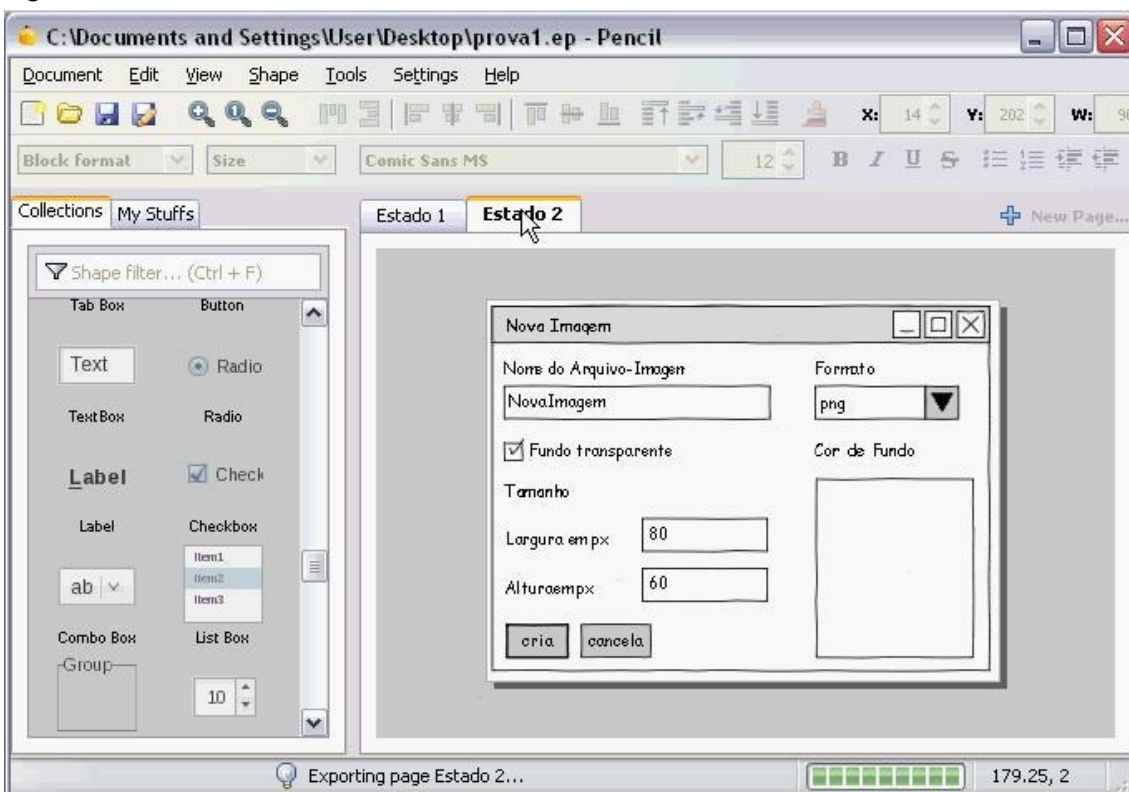 C:\Documents and Settings\User\Desktop\prova1.ep - Pencil
Document Edit View Shape Tools Settings Help
X: 14 Y: 202 W:
Block format Size Comic Sans MS 12 B I U S
Collections My Stuffs
Estado 1 Estado 2 New Page...
Shape filter... (Ctrl + F)
Tab Box Button
Text Radio
TextBox Radio
Label Check
Label Checkbox
ab
Item1
Item2
Item3
Combo Box List Box
Group
10
Nova Imagem
Nome do Arquivo-Imagem Formato
NovaImagem png
Fundo transparente Cor de Fundo
Tamanho
Largura em px 80
Altura em px 60
cria cancela
Exporting page Estado 2... 179.25, 2